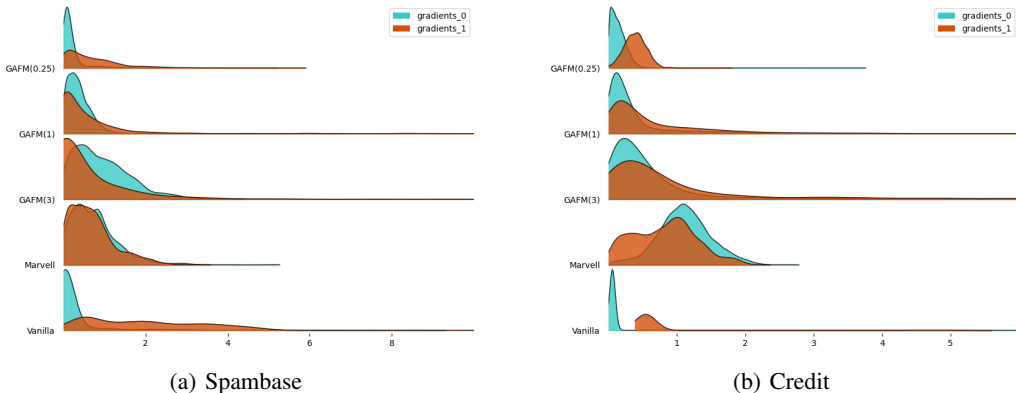 gradients_0
gradients_1
GAFM(0.25)
GAFM(1)
GAFM(3)
Marvell
Vanilla
2 4 6 8
(a) Spambase
gradients_0
gradients_1
GAFM(0.25)
GAFM(1)
GAFM(3)
Marvell
Vanilla
1 2 3 4 5 6
(b) Credit